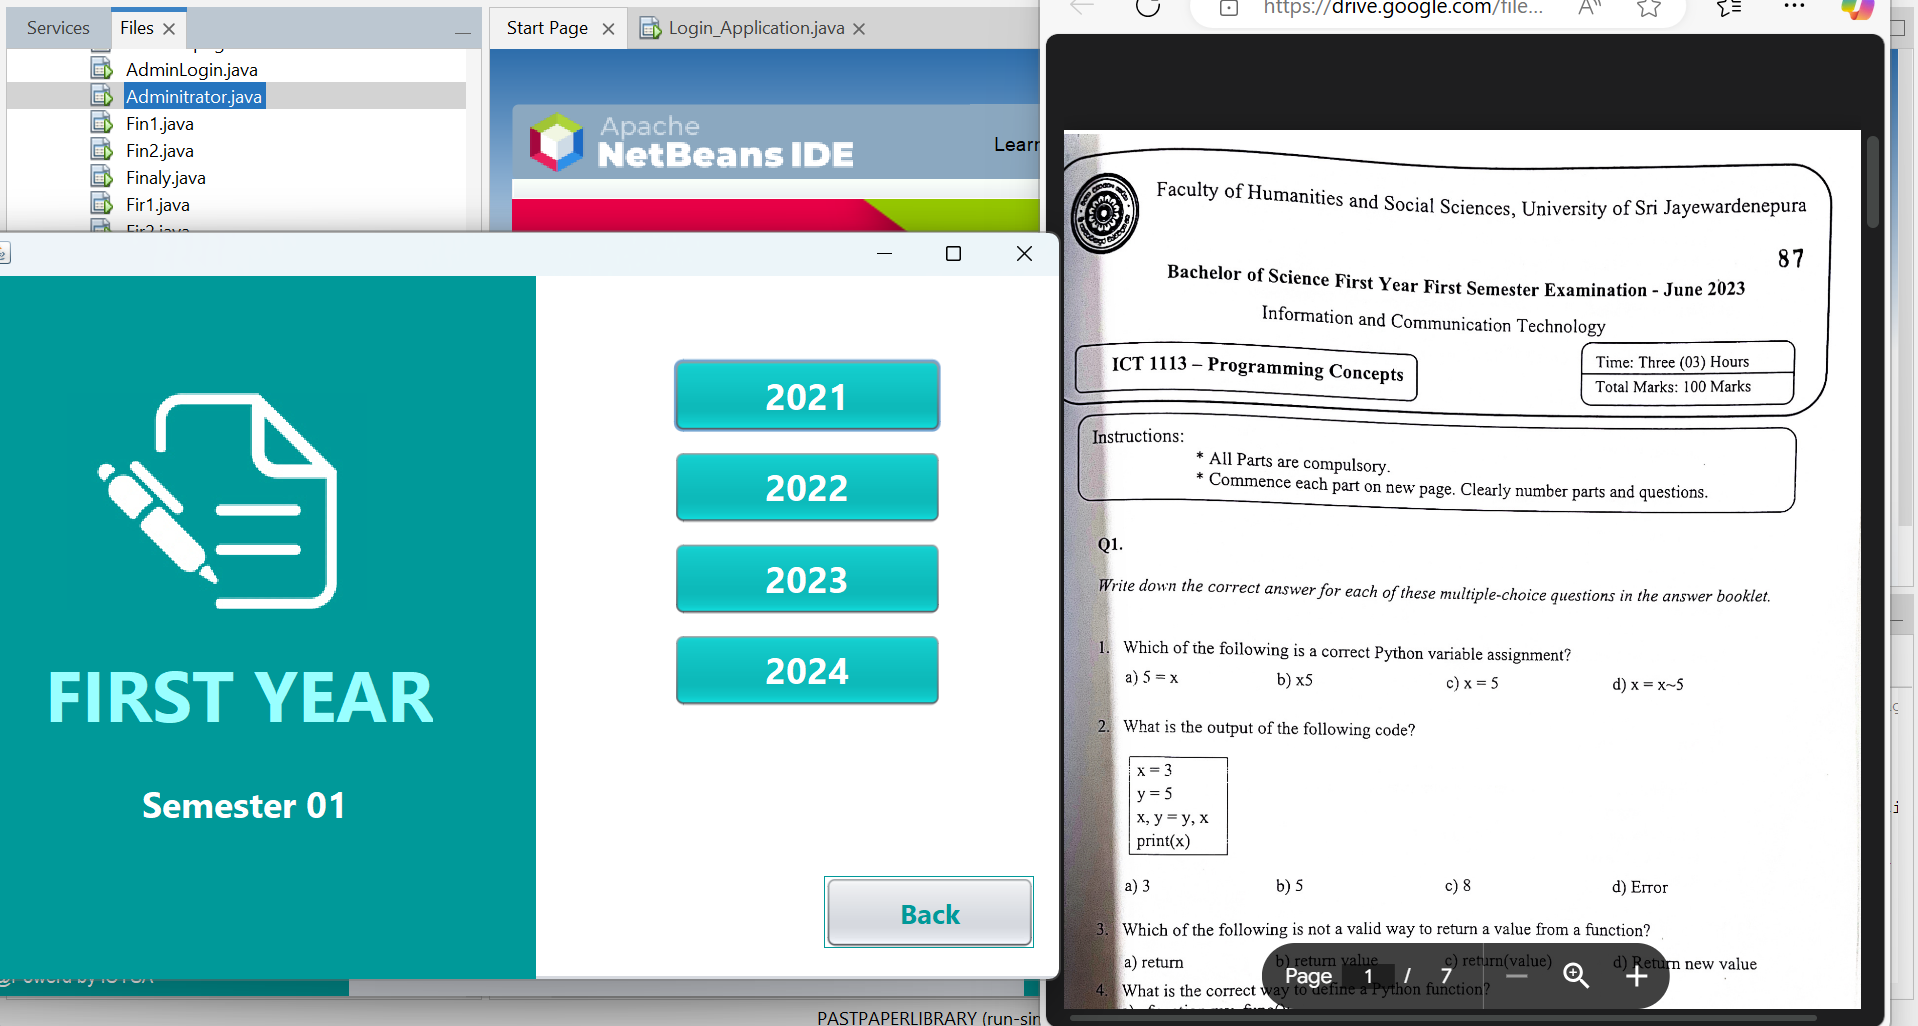 Services
Files
Start Page
Login_Application.java
AdminLogin.java
Adminitrator.java
Fin1.java
Fin2.java
Finaly.java
Fir1.java
Fir2.java
Apache
NetBeans IDE
Learn
FIRST YEAR
Semester 01
2021
2022
2023
2024
Back
PASTPAPERLIBRARY (run-sin
https://drive.google.com/file...
Faculty of Humanities and Social Sciences, University of Sri Jayewardenepura
87
Bachelor of Science First Year First Semester Examination - June 2023
Information and Communication Technology
ICT 1113 – Programming Concepts
Time: Three (03) Hours
Total Marks: 100 Marks
Instructions:
* All Parts are compulsory.
* Commence each part on new page. Clearly number parts and questions.
Q1.
Write down the correct answer for each of these multiple-choice questions in the answer booklet.
1. Which of the following is a correct Python variable assignment?
a) 5 = x b) x5 c) x = 5 d) x = x~5
2. What is the output of the following code?
x = 3
y = 5
x, y = y, x
print(x)
a) 3 b) 5 c) 8 d) Error
3. Which of the following is not a valid way to return a value from a function?
a) return b) return value c) return(value) d) Return new value
4. What is the correct way to define a Python function?
Page 1 / 7